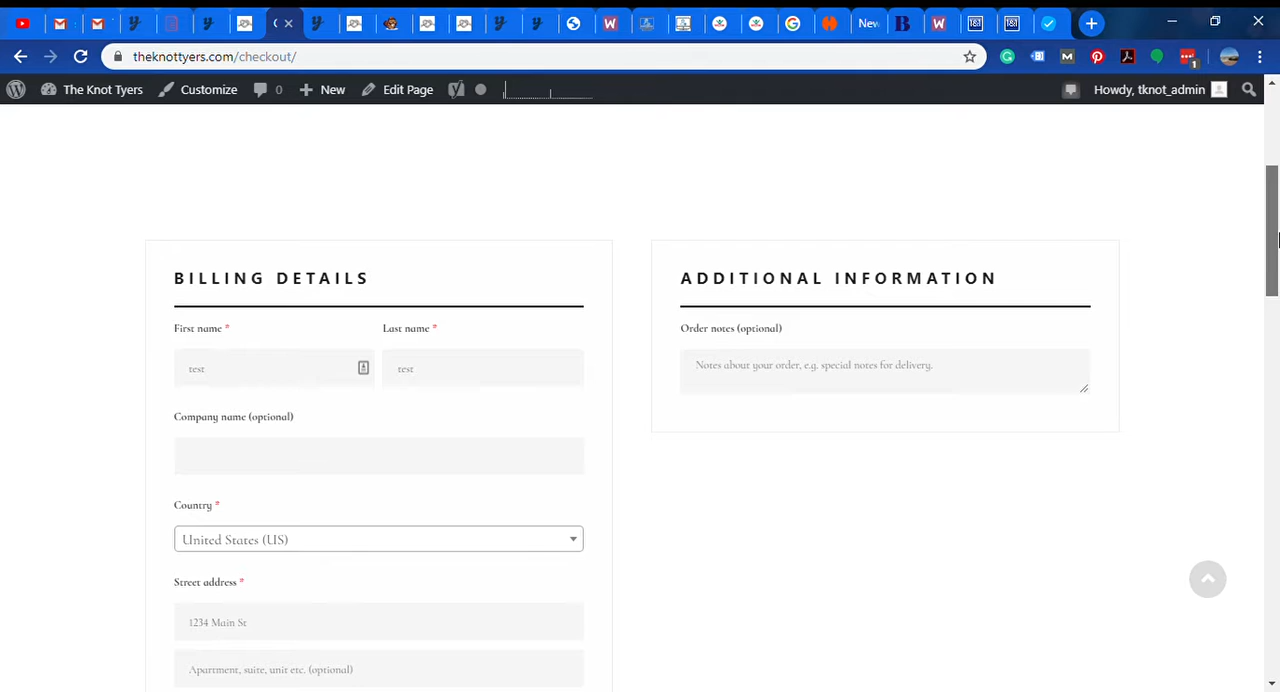 New
theknottyers.com/checkout/
1
The Knot Tyers
Customize
0
New
Edit Page
Howdy, tknot_admin
BILLING DETAILS
First name *
Last name *
test
test
Company name (optional)
Country *
United States (US)
Street address *
1234 Main St
Apartment, suite, unit etc. (optional)
ADDITIONAL INFORMATION
Order notes (optional)
Notes about your order, e.g. special notes for delivery.